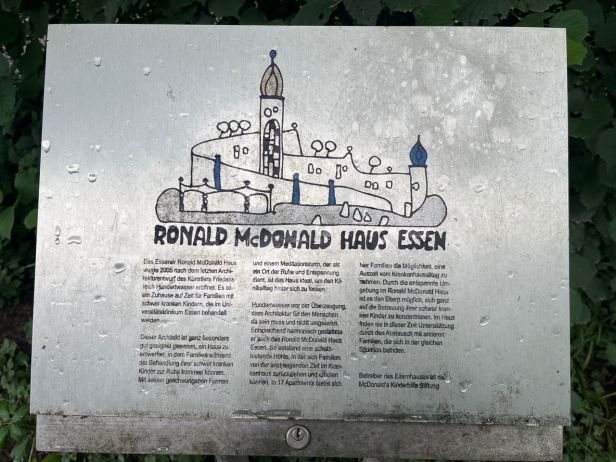 RONALD McDONALD HAUS ESSEN
Das Essener Ronald McDonald Haus
wurde 2005 nach dem letzten Archi-
tekturentwurf des Künstlers Friedens-
reich Hundertwasser eröffnet. Es ist
ein Zuhause auf Zeit für Familien mit
schwer kranken Kindern, die im Uni-
versitätsklinikum Essen behandelt
werden.
Dieser Architekt ist ganz besonders
gut geeignet gewesen, ein Haus zu
entwerfen, in dem Familien während
der Behandlung ihrer schwer kranken
Kinder zur Ruhe kommen können.
Mit seinen geschwungenen Formen
und einem Meditationsturm, der als
ein Ort der Ruhe und Entspannung
dient, ist das Haus ideal, um den Kli-
nikalltag hinter sich zu lassen.
Hundertwasser war der Überzeugung,
dass Architektur für den Menschen
da sein muss und nicht umgekehrt.
Entsprechend harmonisch gestaltete
er auch das Ronald McDonald Haus
Essen. So entstand eine schutz-
bietende Höhle, in der sich Familien
von der anstrengenden Zeit im Kran-
kenhaus zurückziehen und erholen
können. In 17 Apartments bietet sich
hier Familien die Möglichkeit, eine
Auszeit vom Krankenhausalltag zu
nehmen. Durch die entspannte Um-
gebung im Ronald McDonald Haus
ist es den Eltern möglich, sich ganz
auf die Betreuung ihrer schwer kran-
ken Kinder zu konzentrieren. Im Haus
finden sie in dieser Zeit Unterstützung
durch den Austausch mit anderen
Familien, die sich in der gleichen
Situation befinden.
Betreiber des Elternhauses ist die
McDonald's Kinderhilfe Stiftung.